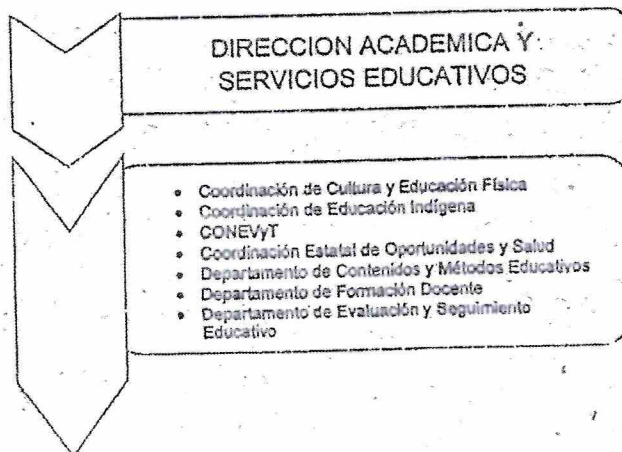 DIRECCION ACADEMICA Y
SERVICIOS EDUCATIVOS
• Coordinación de Cultura y Educación Física
• Coordinación de Educación Indígena
• CONEVyT
• Coordinación Estatal de Oportunidades y Salud
• Departamento de Contenidos y Métodos Educativos
• Departamento de Formación Docente
• Departamento de Evaluación y Seguimiento
Educativo